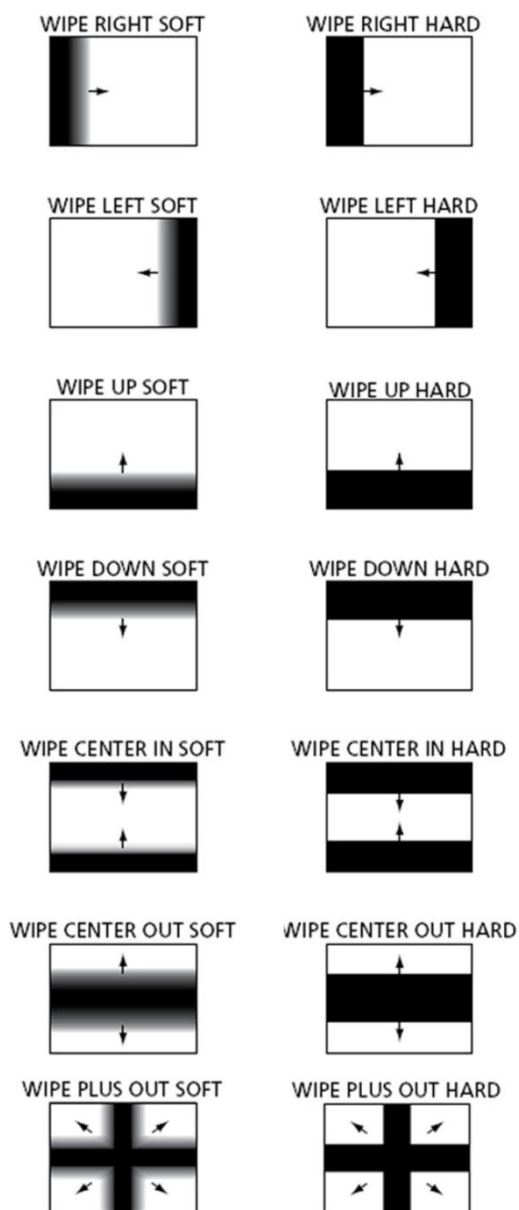 WIPE RIGHT SOFT
WIPE RIGHT HARD
WIPE LEFT SOFT
WIPE LEFT HARD
WIPE UP SOFT
WIPE UP HARD
WIPE DOWN SOFT
WIPE DOWN HARD
WIPE CENTER IN SOFT
WIPE CENTER IN HARD
WIPE CENTER OUT SOFT
WIPE CENTER OUT HARD
WIPE PLUS OUT SOFT
WIPE PLUS OUT HARD